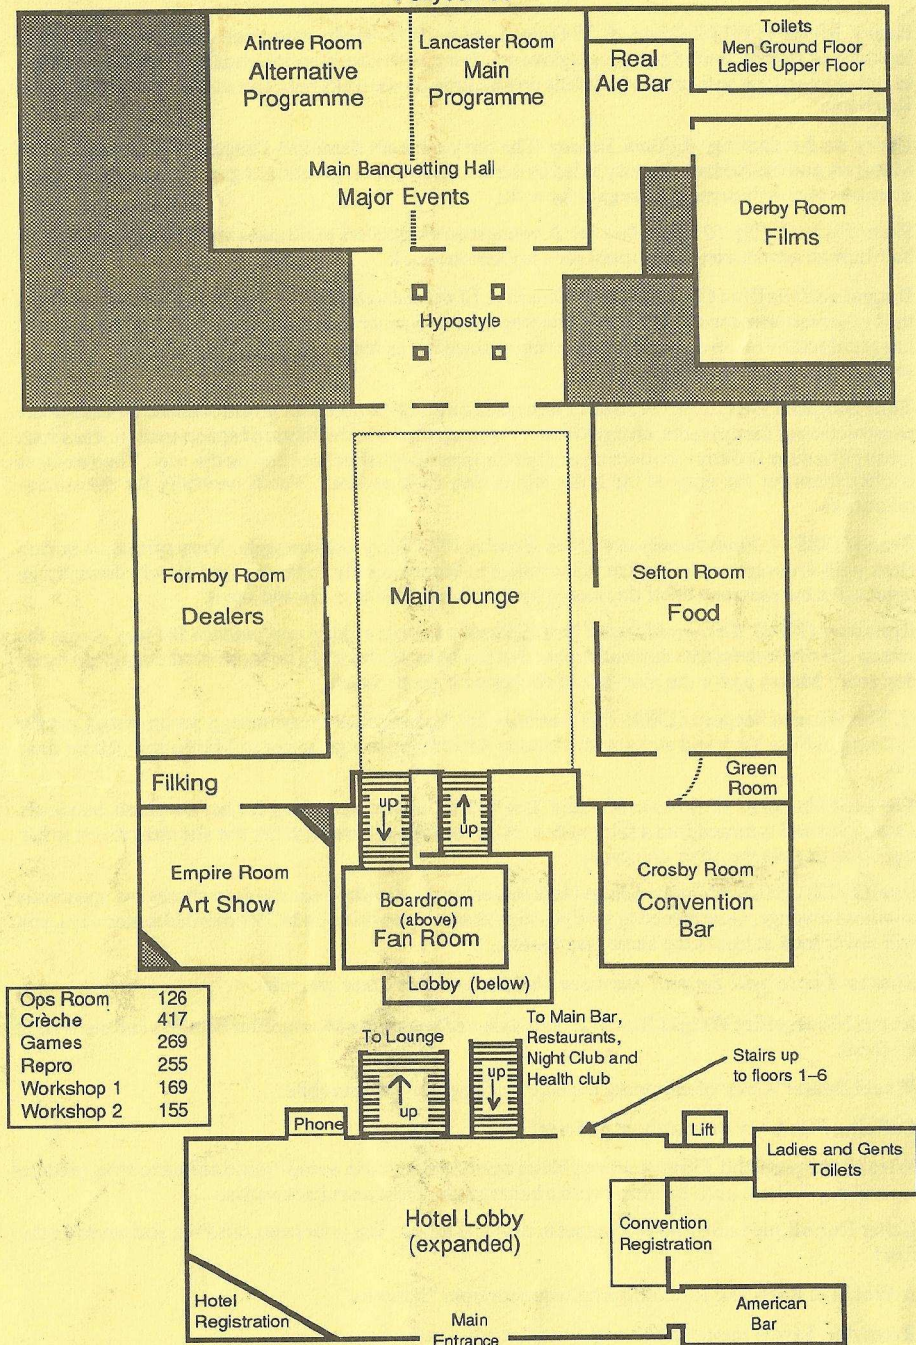 Aintree Room
Alternative
Programme
Lancaster Room
Main
Programme
Real
Ale Bar
Toilets
Men Ground Floor
Ladies Upper Floor
Main Banquetting Hall
Major Events
Derby Room
Films
Hypostyle
Formby Room
Dealers
Main Lounge
Sefton Room
Food
Filking
up
up
Green
Room
Empire Room
Art Show
Boardroom
(above)
Fan Room
Crosby Room
Convention
Bar
Lobby (below)
Ops Room 126
Crèche 417
Games 269
Repro 255
Workshop 1 169
Workshop 2 155
To Lounge
up
To Main Bar,
Restaurants,
Night Club and
Health club
up
Stairs up
to floors 1–6
Phone
Lift
Ladies and Gents
Toilets
Hotel Lobby
(expanded)
Convention
Registration
Hotel
Registration
Main
Entrance
American
Bar